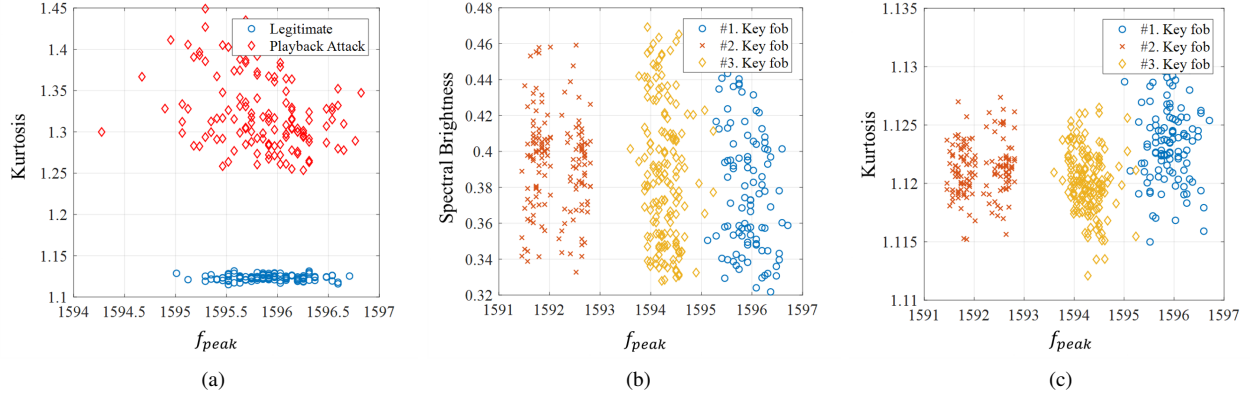 1.45
1.4
1.35
1.3
1.25
1.2
1.15
1.1
Kurtosis
Legitimate
Playback Attack
1594 1594.5 1595 1595.5 1596 1596.5 1597
f_peak
(a)
0.48
0.46
0.44
0.42
0.4
0.38
0.36
0.34
0.32
Spectral Brightness
#1. Key fob
#2. Key fob
#3. Key fob
1591 1592 1593 1594 1595 1596 1597
f_peak
(b)
1.135
1.13
1.125
1.12
1.115
1.11
Kurtosis
#1. Key fob
#2. Key fob
#3. Key fob
1591 1592 1593 1594 1595 1596 1597
f_peak
(c)